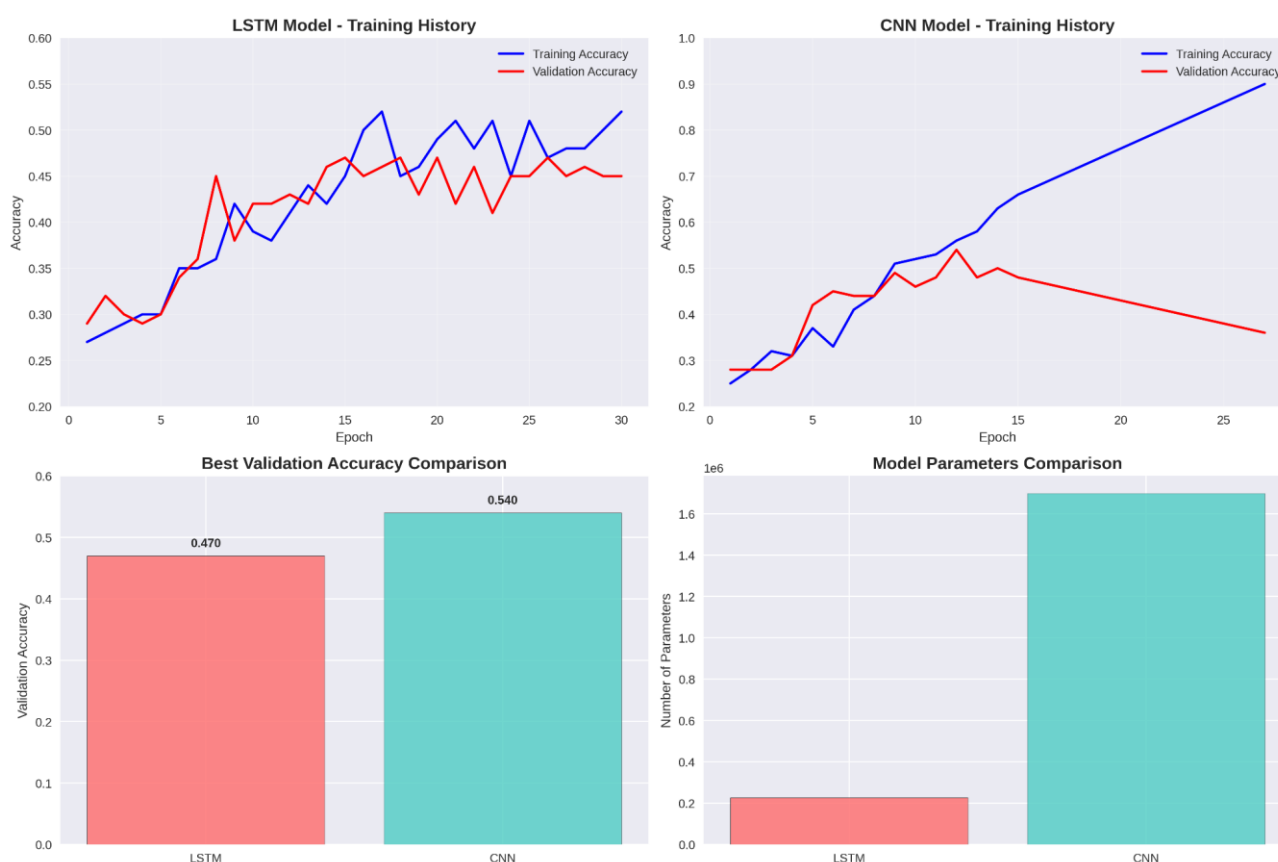 LSTM Model - Training History
0.60
0.55
0.50
0.45
0.40
0.35
0.30
0.25
0.20
Accuracy
Training Accuracy
Validation Accuracy
0 5 10 15 20 25 30
Epoch
CNN Model - Training History
1.0
0.9
0.8
0.7
0.6
0.5
0.4
0.3
0.2
Accuracy
Training Accuracy
Validation Accuracy
0 5 10 15 20 25
Epoch
Best Validation Accuracy Comparison
0.6
0.5
0.4
0.3
0.2
0.1
0.0
Validation Accuracy
0.470
0.540
LSTM CNN
Model Parameters Comparison
1e6
1.6
1.4
1.2
1.0
0.8
0.6
0.4
0.2
0.0
Number of Parameters
LSTM CNN